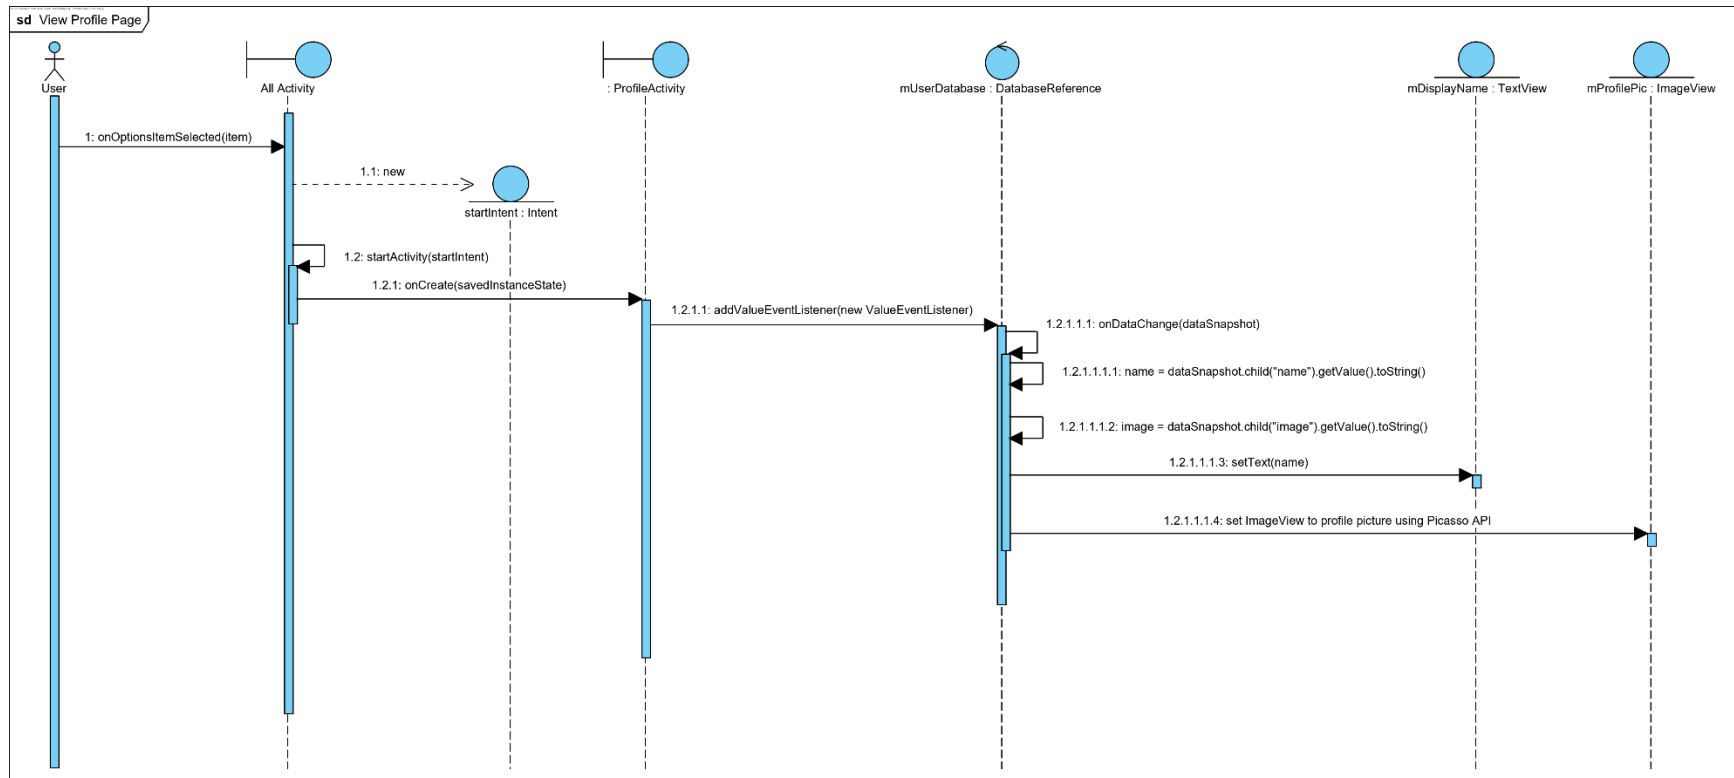 sd View Profile Page
User
All Activity
: ProfileActivity
mUserDatabase : DatabaseReference
mDisplayName : TextView
mProfilePic : ImageView
1: onOptionsItemSelected(item)
1.1: new
startIntent : Intent
1.2: startActivity(startIntent)
1.2.1: onCreate(savedInstanceState)
1.2.1.1: addValueEventListener(new ValueEventListener)
1.2.1.1.1: onDataChange(dataSnapshot)
1.2.1.1.1.1: name = dataSnapshot.child("name").getValue().toString()
1.2.1.1.1.2: image = dataSnapshot.child("image").getValue().toString()
1.2.1.1.1.3: setText(name)
1.2.1.1.1.4: set ImageView to profile picture using Picasso API